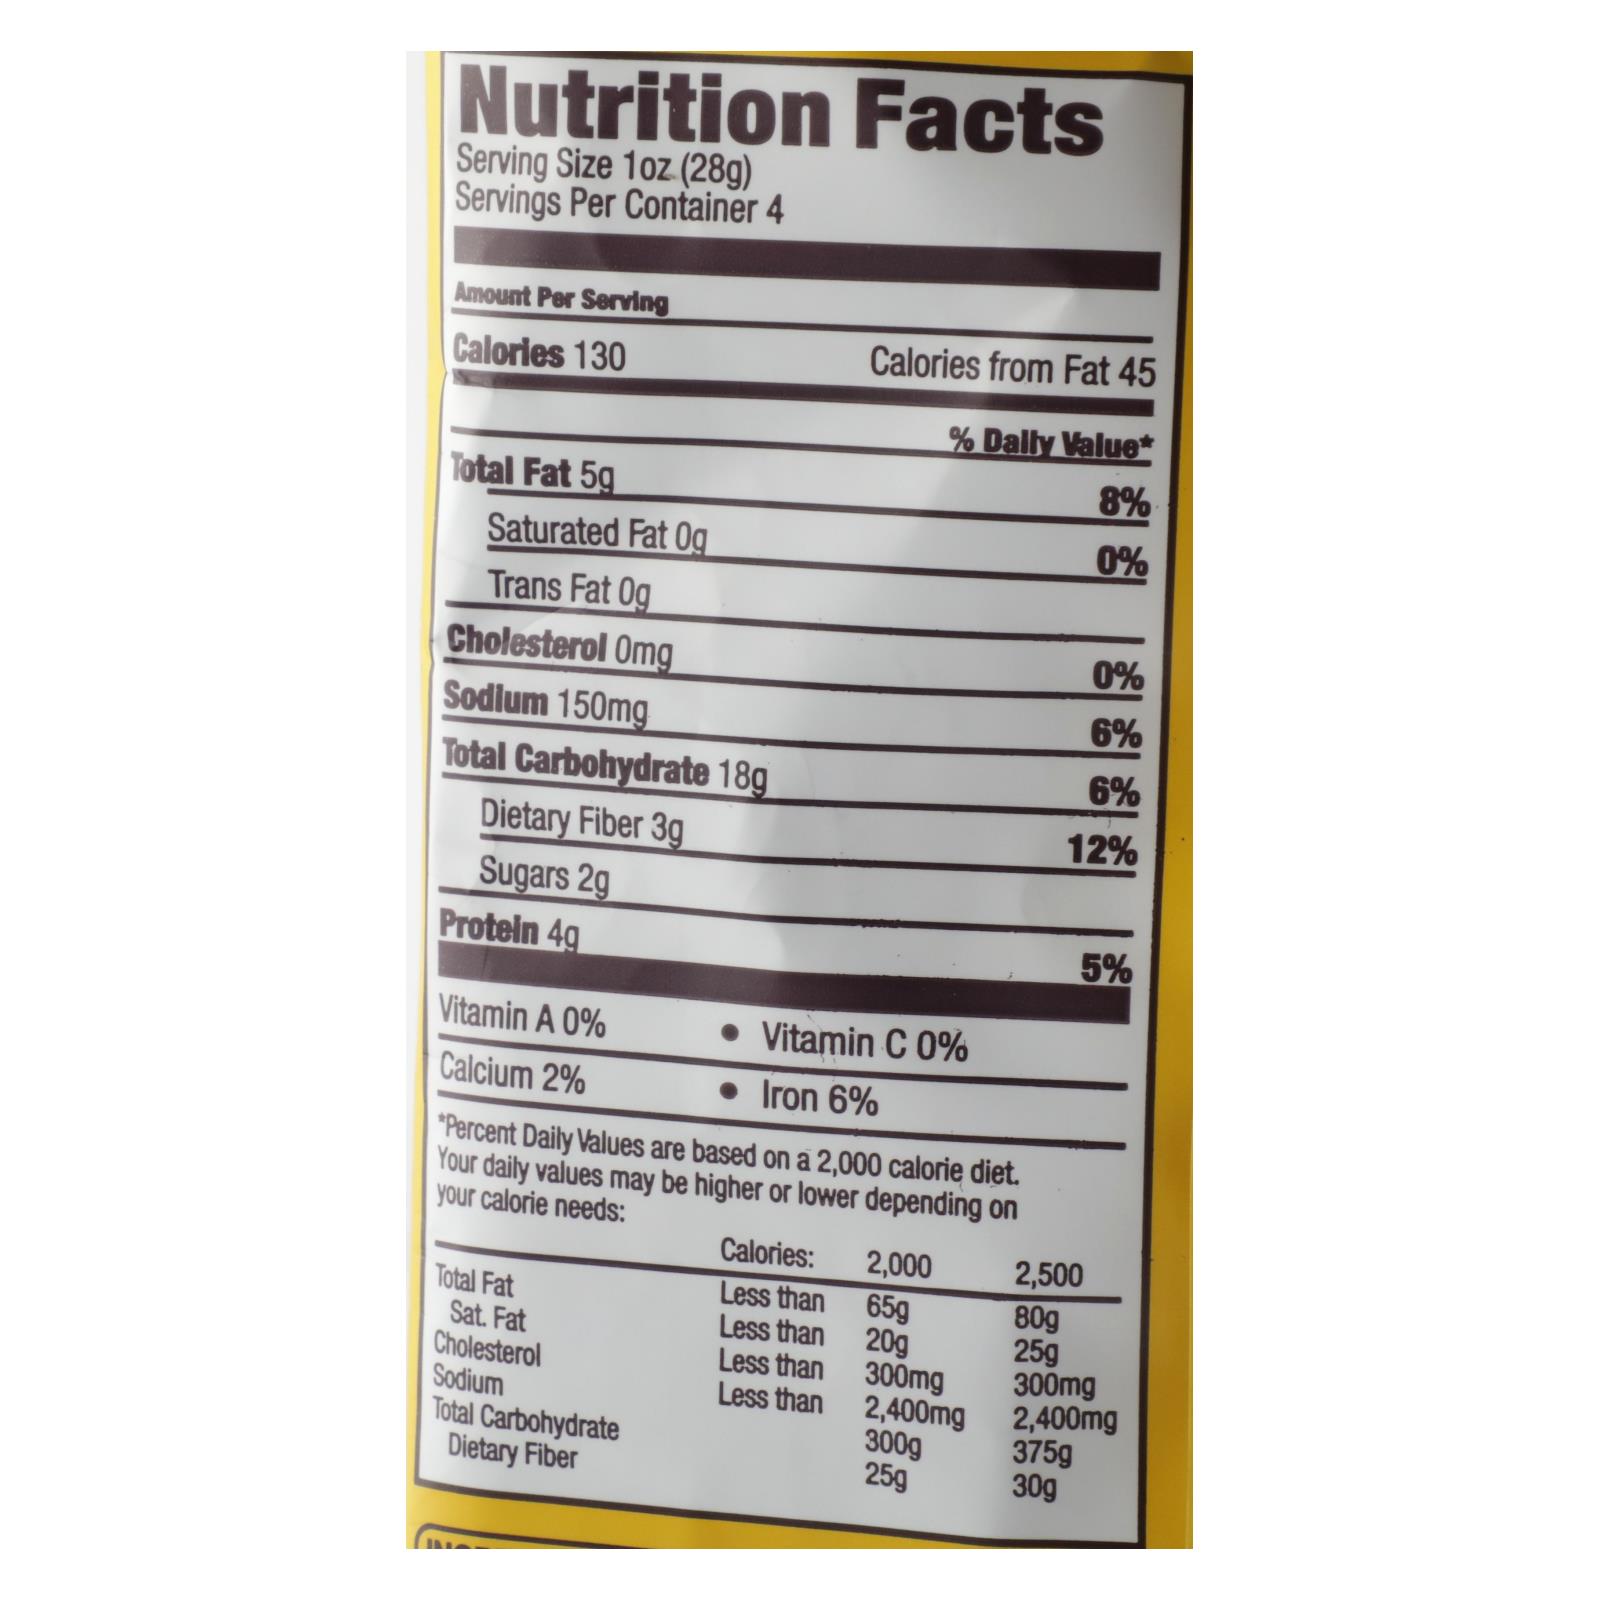 Nutrition Facts
Serving Size 1oz (28g)
Servings Per Container 4
Amount Per Serving
Calories 130 Calories from Fat 45
% Daily Value*
Total Fat 5g 8%
Saturated Fat 0g 0%
Trans Fat 0g
Cholesterol 0mg 0%
Sodium 150mg 6%
Total Carbohydrate 18g 6%
Dietary Fiber 3g 12%
Sugars 2g
Protein 4g 5%
Vitamin A 0% • Vitamin C 0%
Calcium 2% • Iron 6%
*Percent Daily Values are based on a 2,000 calorie diet.
Your daily values may be higher or lower depending on
your calorie needs:
Calories: 2,000 2,500
Total Fat Less than 65g 80g
Sat. Fat Less than 20g 25g
Cholesterol Less than 300mg 300mg
Sodium Less than 2,400mg 2,400mg
Total Carbohydrate 300g 375g
Dietary Fiber 25g 30g